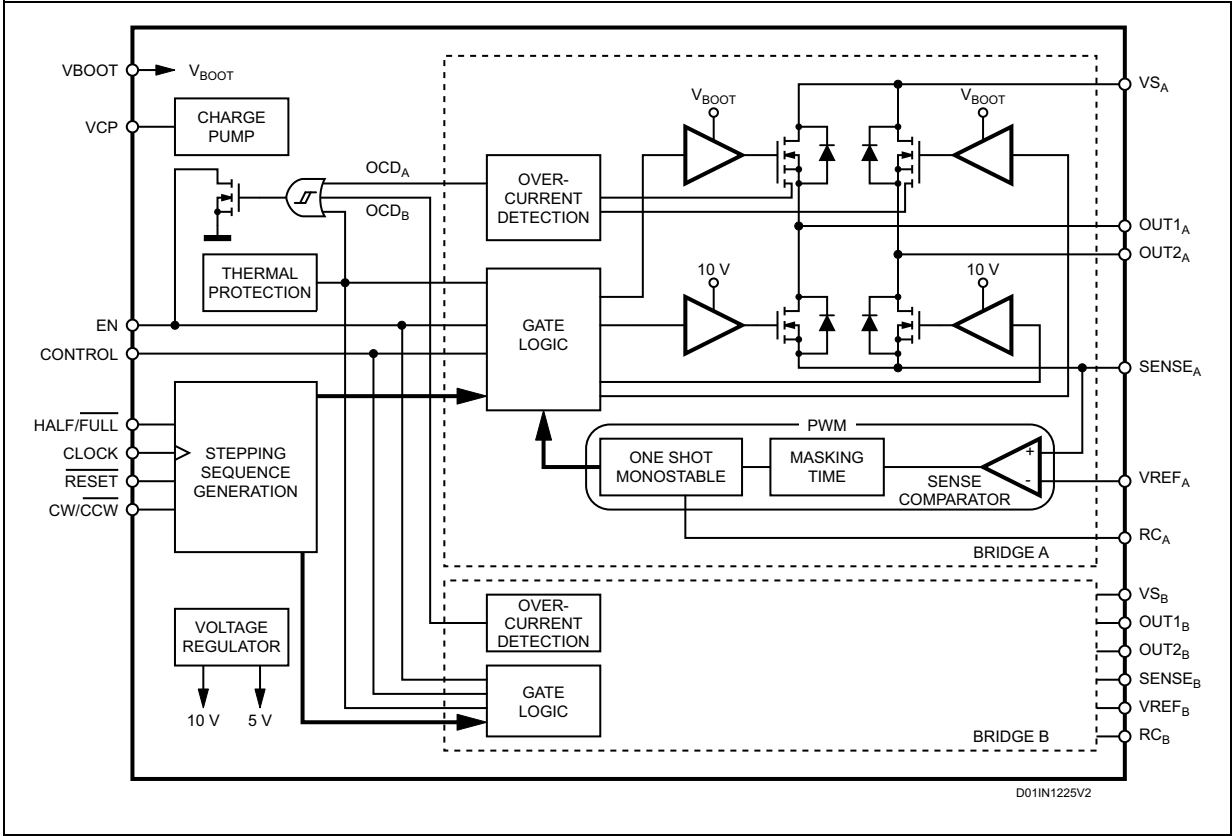 VBOOT
V_BOOT
VCP
CHARGE
PUMP
OCD_A
OCD_B
THERMAL
PROTECTION
EN
CONTROL
HALF/F̅U̅L̅L̅
CLOCK
R̅E̅S̅E̅T̅
CW/C̅C̅W̅
STEPPING
SEQUENCE
GENERATION
VOLTAGE
REGULATOR
10 V
5 V
OVER-
CURRENT
DETECTION
GATE
LOGIC
V_BOOT
V_BOOT
10 V
10 V
PWM
ONE SHOT
MONOSTABLE
MASKING
TIME
+
-
SENSE
COMPARATOR
BRIDGE A
OVER-
CURRENT
DETECTION
GATE
LOGIC
BRIDGE B
VS_A
OUT1_A
OUT2_A
SENSE_A
VREF_A
RC_A
VS_B
OUT1_B
OUT2_B
SENSE_B
VREF_B
RC_B
D01IN1225V2